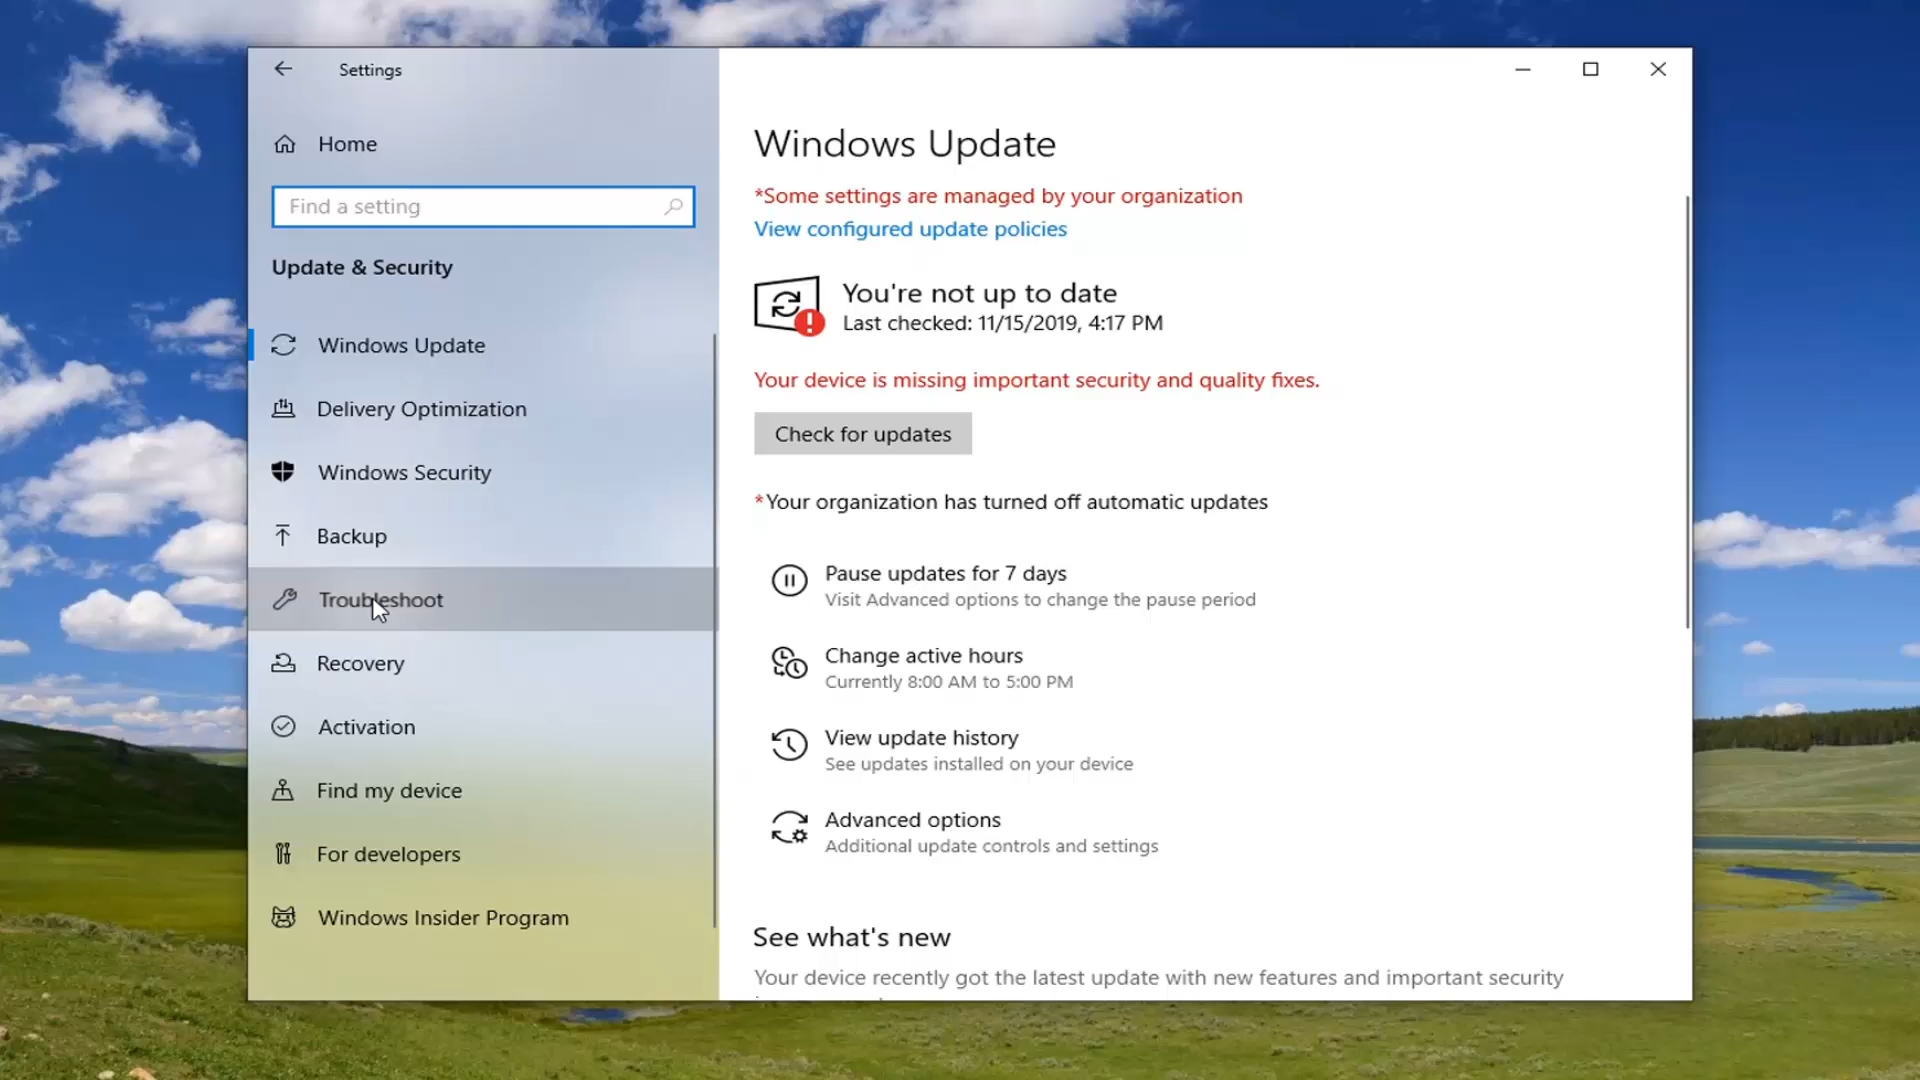 Settings
Home
Find a setting
Update & Security
Windows Update
Delivery Optimization
Windows Security
Backup
Troubleshoot
Recovery
Activation
Find my device
For developers
Windows Insider Program
Windows Update
*Some settings are managed by your organization
View configured update policies
You're not up to date
Last checked: 11/15/2019, 4:17 PM
Your device is missing important security and quality fixes.
Check for updates
*Your organization has turned off automatic updates
Pause updates for 7 days
Visit Advanced options to change the pause period
Change active hours
Currently 8:00 AM to 5:00 PM
View update history
See updates installed on your device
Advanced options
Additional update controls and settings
See what's new
Your device recently got the latest update with new features and important security